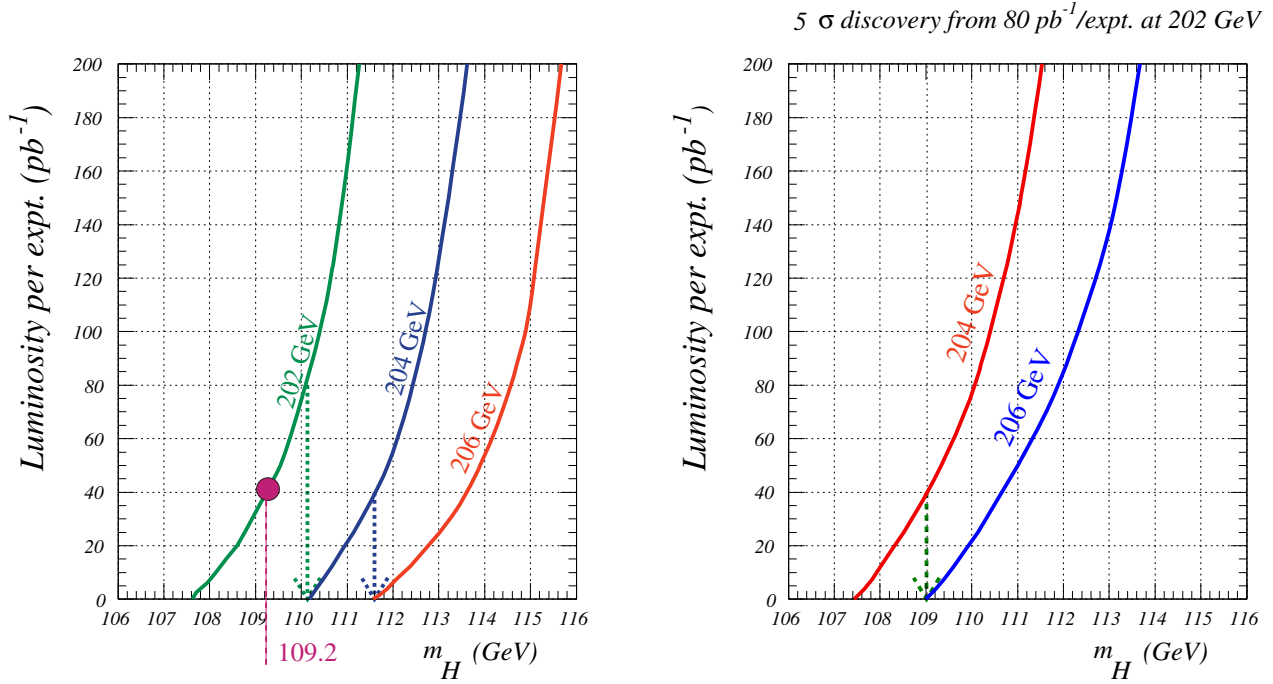 5 σ discovery from 80 pb⁻¹/expt. at 202 GeV
Luminosity per expt. (pb⁻¹)
200
180
160
140
120
100
80
60
40
20
0
202 GeV
204 GeV
206 GeV
106 107 108 109 110 111 112 113 114 115 116
109.2
m_H (GeV)
Luminosity per expt. (pb⁻¹)
200
180
160
140
120
100
80
60
40
20
0
204 GeV
206 GeV
106 107 108 109 110 111 112 113 114 115 116
m_H (GeV)